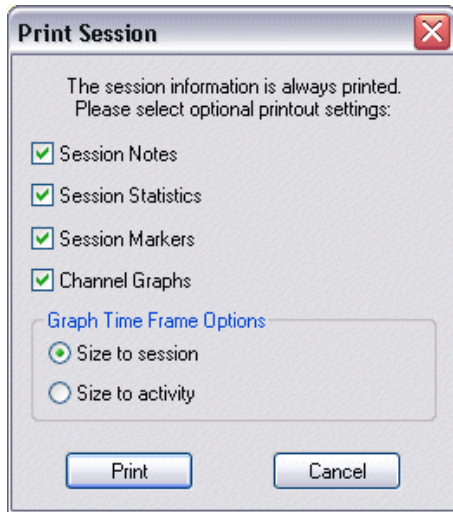 Print Session
The session information is always printed.
Please select optional printout settings:
Session Notes
Session Statistics
Session Markers
Channel Graphs
Graph Time Frame Options
Size to session
Size to activity
Print Cancel